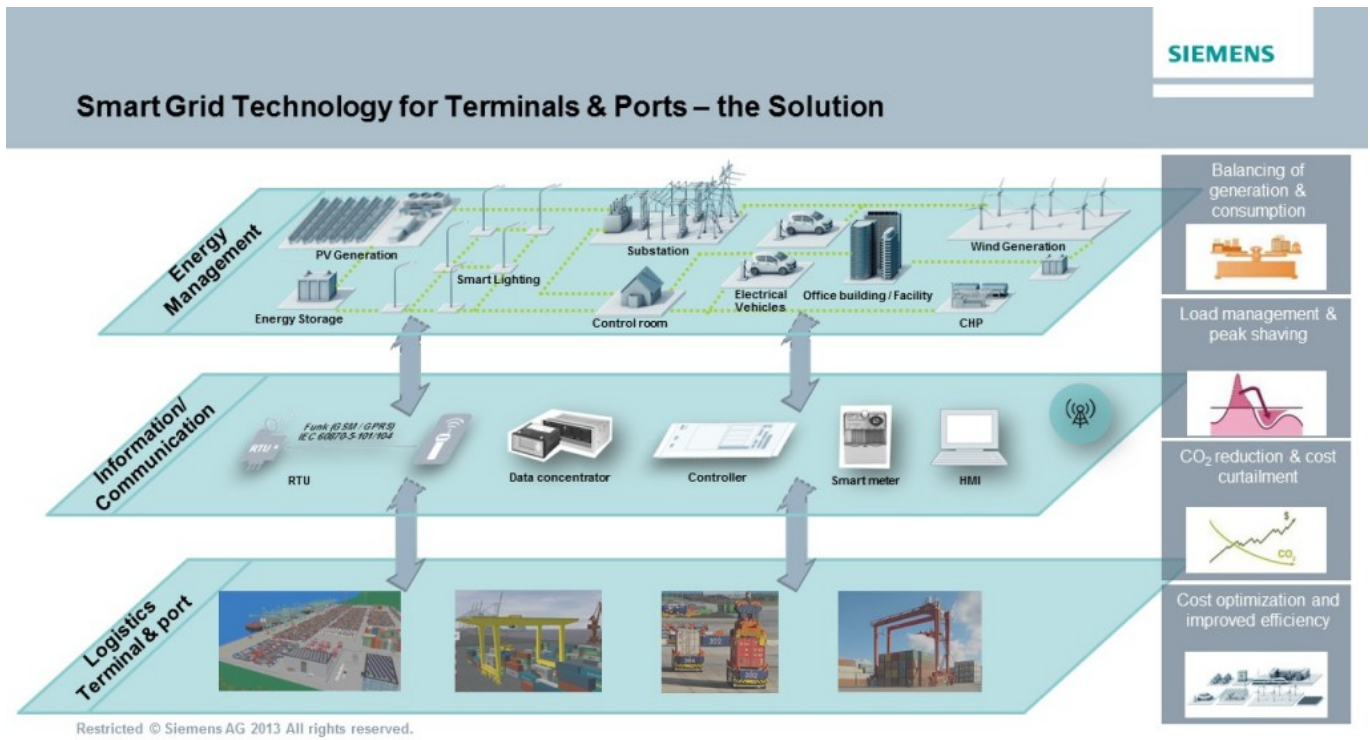 SIEMENS
Smart Grid Technology for Terminals & Ports – the Solution
Energy
Management
PV Generation
Smart Lighting
Substation
Wind Generation
Energy Storage
Control room
Electrical
Vehicles
Office building / Facility
CHP
Information/
Communication
Funk (GSM / GPRS)
IEC 60870-5-101/104
RTU
RTU
Data concentrator
Controller
Smart meter
HMI
Logistics
Terminal & port
302
Balancing of
generation &
consumption
Load management &
peak shaving
CO₂ reduction & cost
curtailment
$
CO₂
Cost optimization and
improved efficiency
Restricted © Siemens AG 2013 All rights reserved.